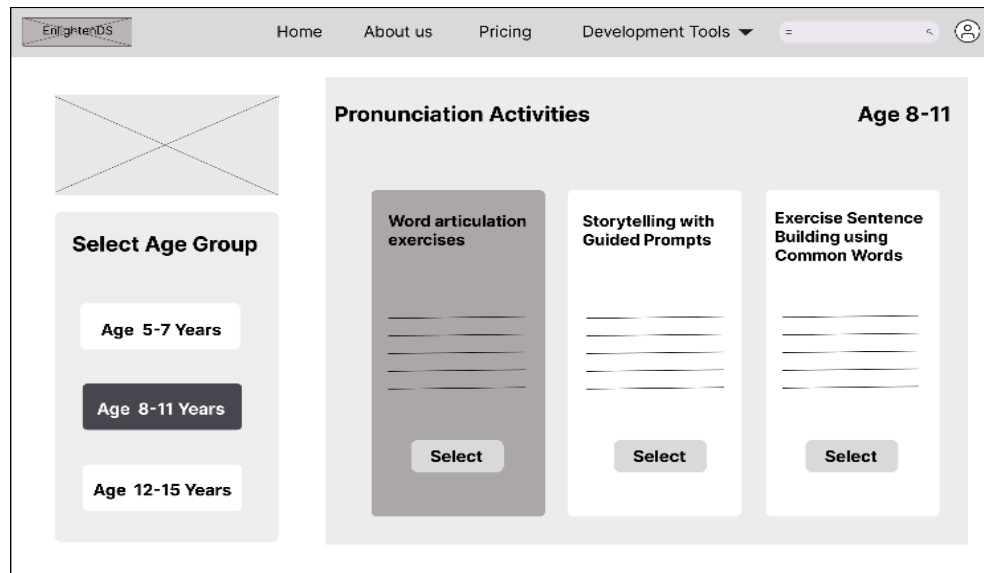 EnlightenDS
Home About us Pricing Development Tools
Pronunciation Activities Age 8-11
Select Age Group
Age 5-7 Years
Age 8-11 Years
Age 12-15 Years
Word articulation
exercises
Select
Storytelling with
Guided Prompts
Select
Exercise Sentence
Building using
Common Words
Select